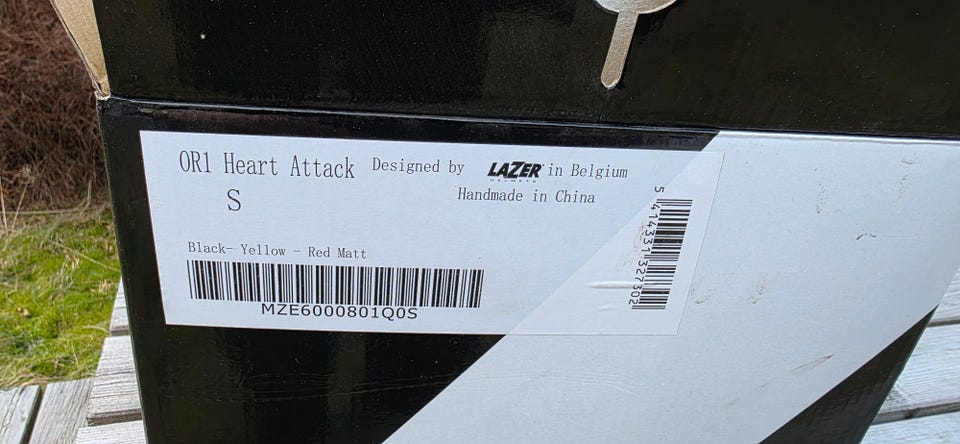 OR1 Heart Attack Designed by LAZER in Belgium
S Handmade in China
Black- Yellow - Red Matt
MZE6000801Q0S
5 414331 327302